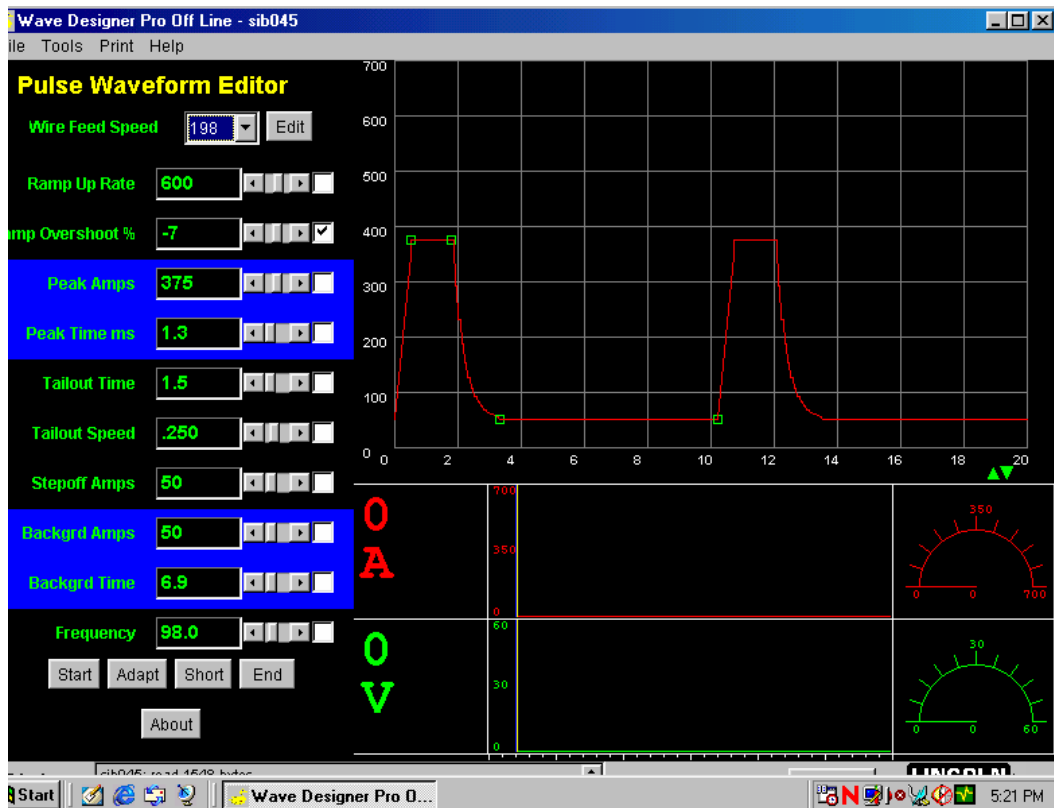 Wave Designer Pro Off Line - sib045
ile Tools Print Help
Pulse Waveform Editor
Wire Feed Speed 198 Edit
Ramp Up Rate 600
amp Overshoot % -7
Peak Amps 375
Peak Time ms 1.3
Tailout Time 1.5
Tailout Speed .250
Stepoff Amps 50
Backgrd Amps 50
Backgrd Time 6.9
Frequency 98.0
Start Adapt Short End
About
700
600
500
400
300
200
100
0
0 2 4 6 8 10 12 14 16 18 20
0
A
700
350
0
350
0 0 700
0
V
60
30
0
30
0 0 60
sib045: read 1548 bytes
LINCOLN
Start Wave Designer Pro O... N 5:21 PM